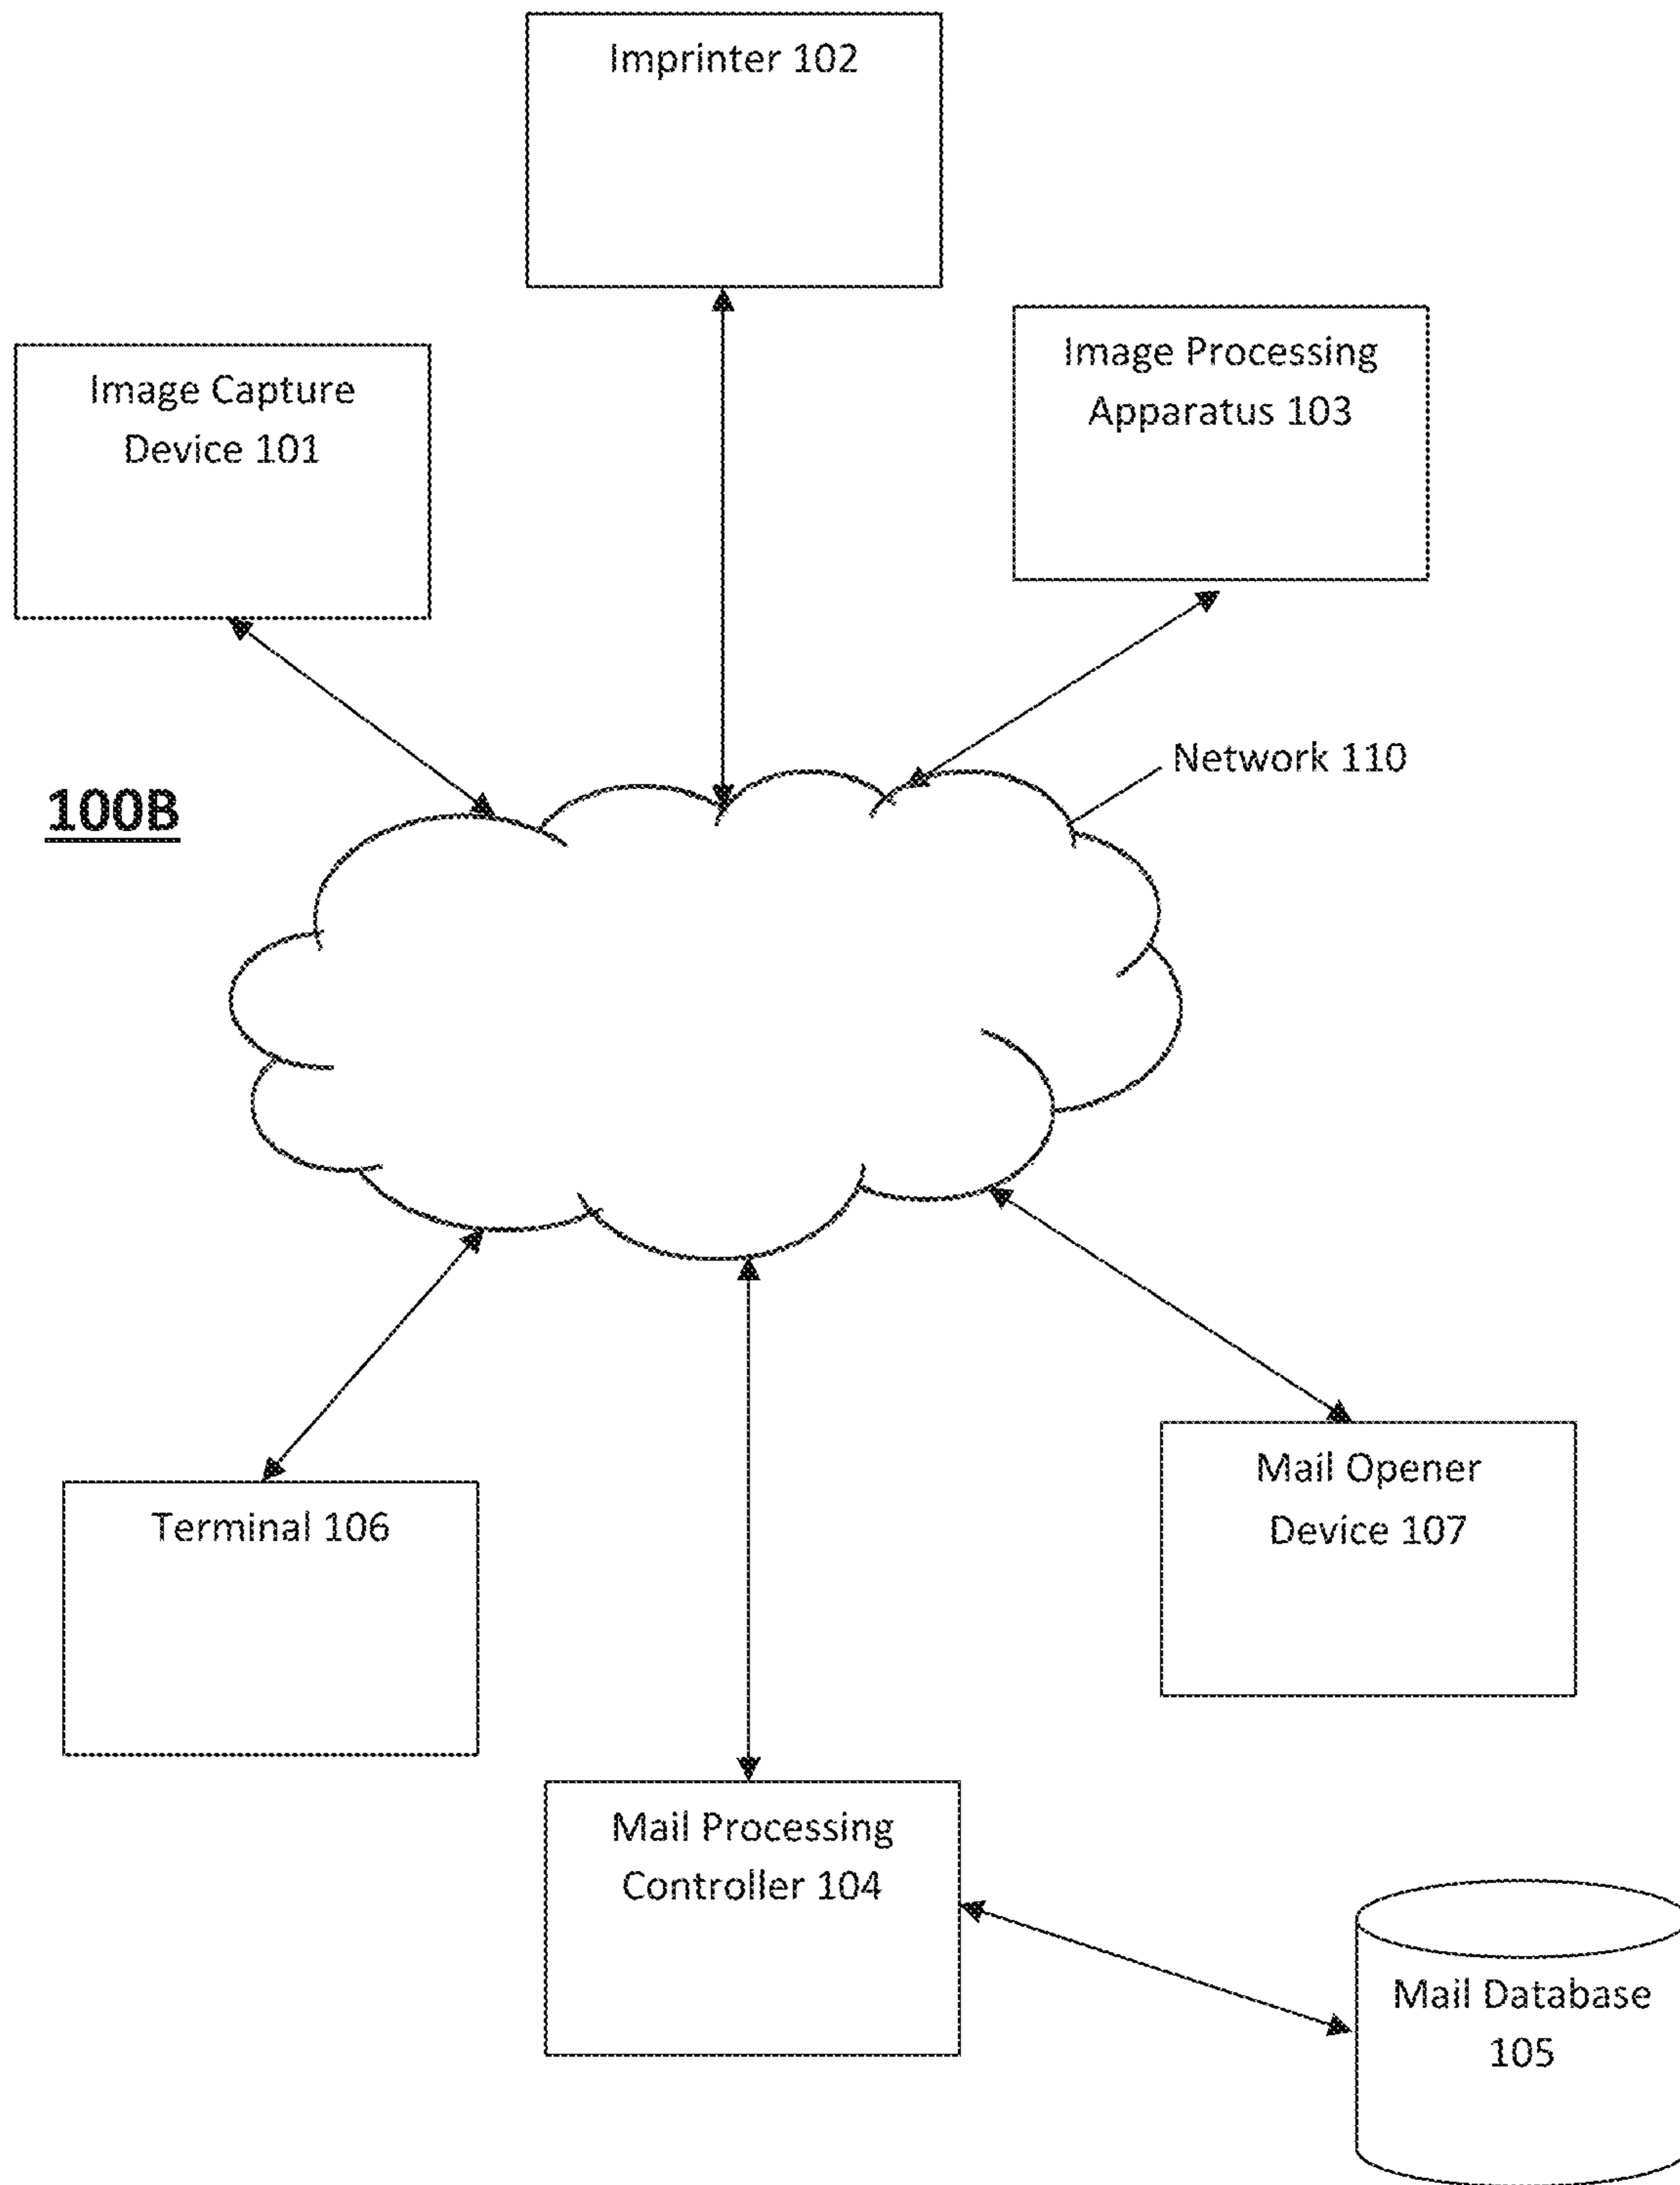 Imprinter 102
Image Processing
Apparatus 103
Image Capture
Device 101
Network 110
100B
Mail Opener
Device 107
Terminal 106
Mail Processing
Controller 104
Mail Database
105